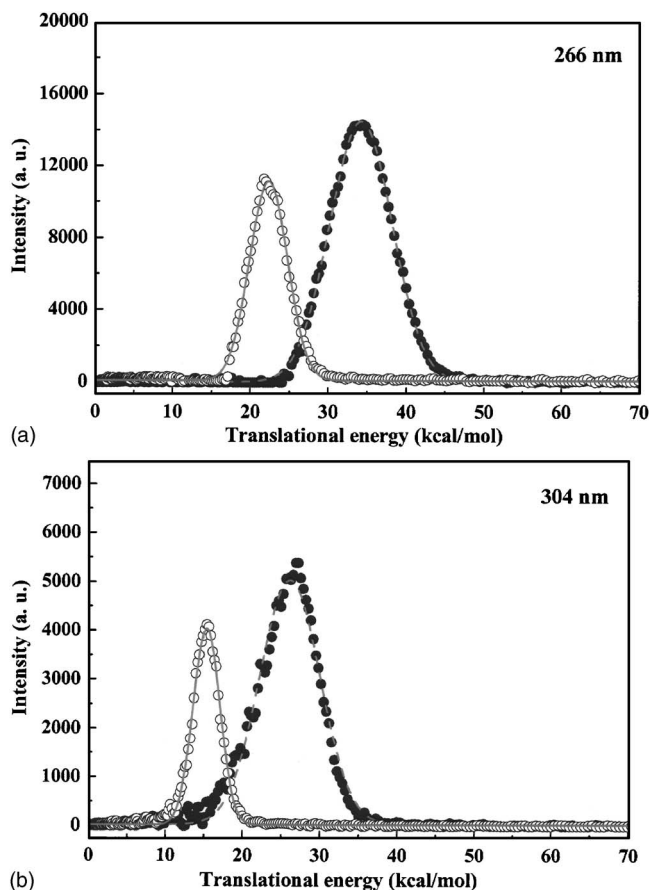 20000
266 nm
16000
12000
8000
4000
0
Intensity (a. u.)
0 10 20 30 40 50 60 70
Translational energy (kcal/mol)
(a)
7000
304 nm
6000
5000
4000
3000
2000
1000
0
Intensity (a. u.)
0 10 20 30 40 50 60 70
Translational energy (kcal/mol)
(b)